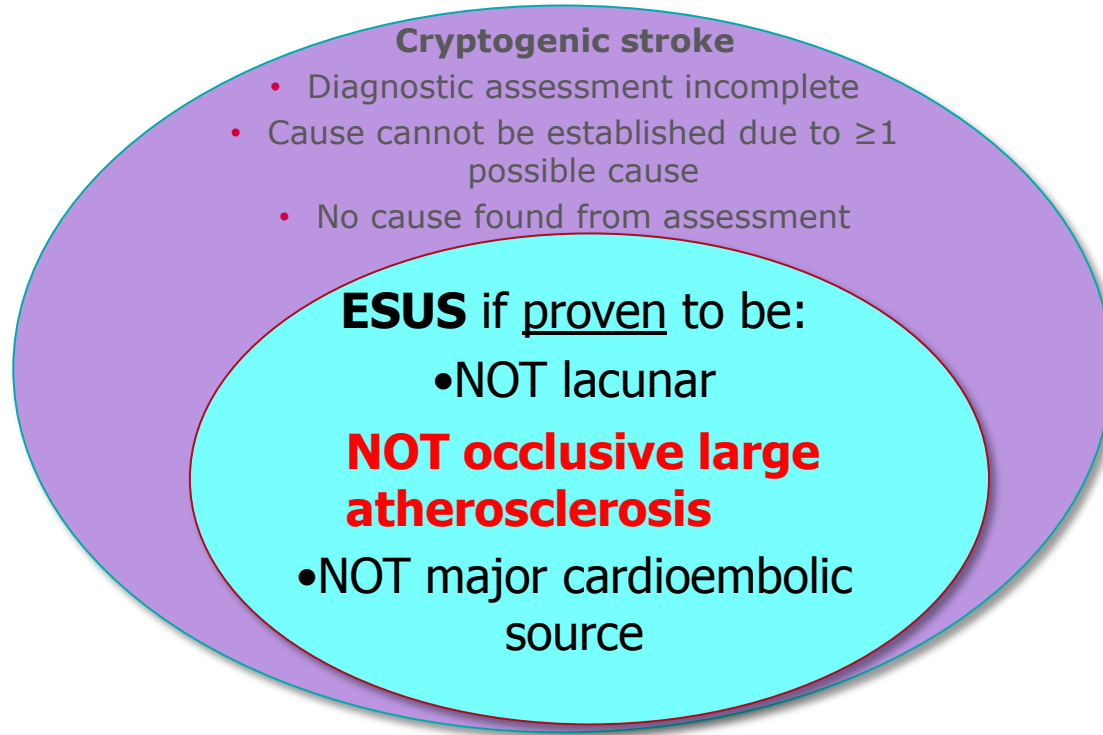 Cryptogenic stroke
• Diagnostic assessment incomplete
• Cause cannot be established due to ≥1
possible cause
• No cause found from assessment
ESUS if proven to be:
•NOT lacunar
NOT occlusive large
atherosclerosis
•NOT major cardioembolic
source